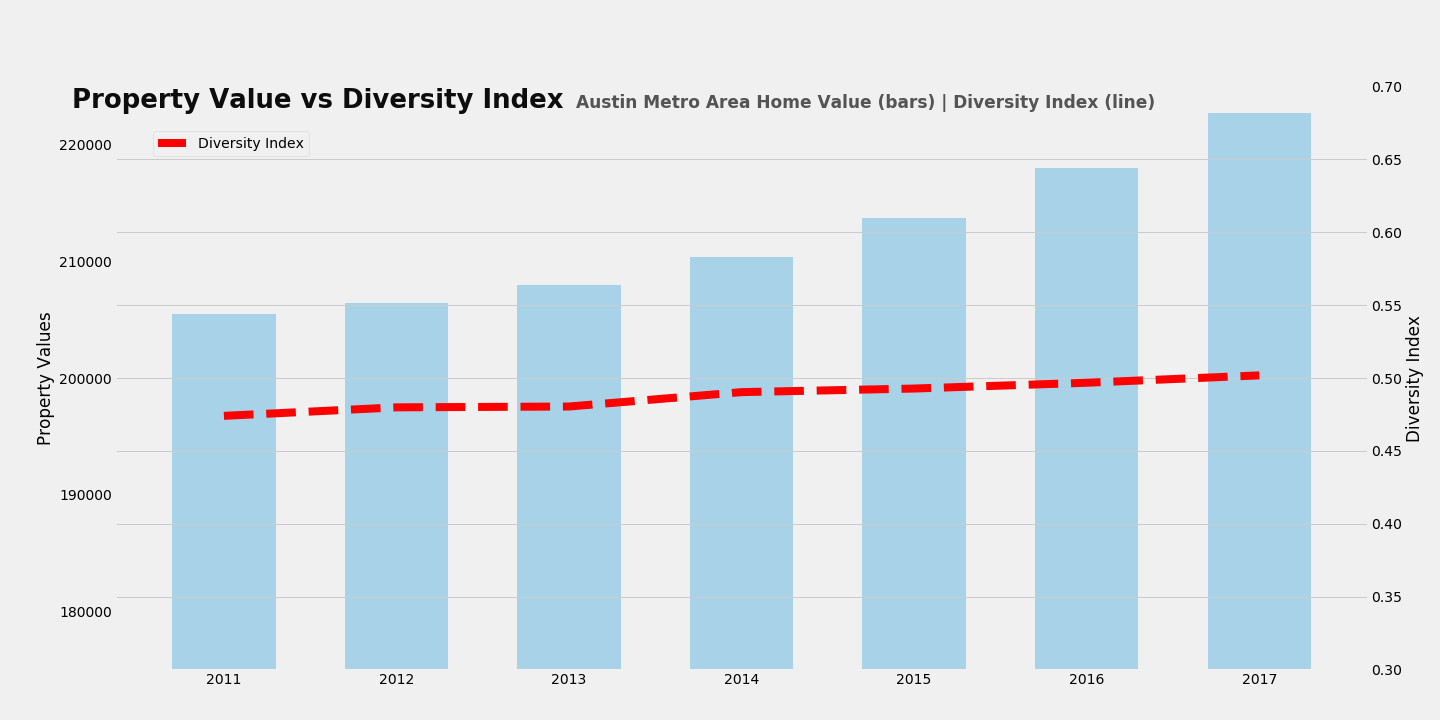 Property Value vs Diversity Index Austin Metro Area Home Value (bars) | Diversity Index (line)
Diversity Index
Property Values
220000
210000
200000
190000
180000
0.70
0.65
0.60
0.55
0.50
0.45
0.40
0.35
0.30
Diversity Index
2011 2012 2013 2014 2015 2016 2017